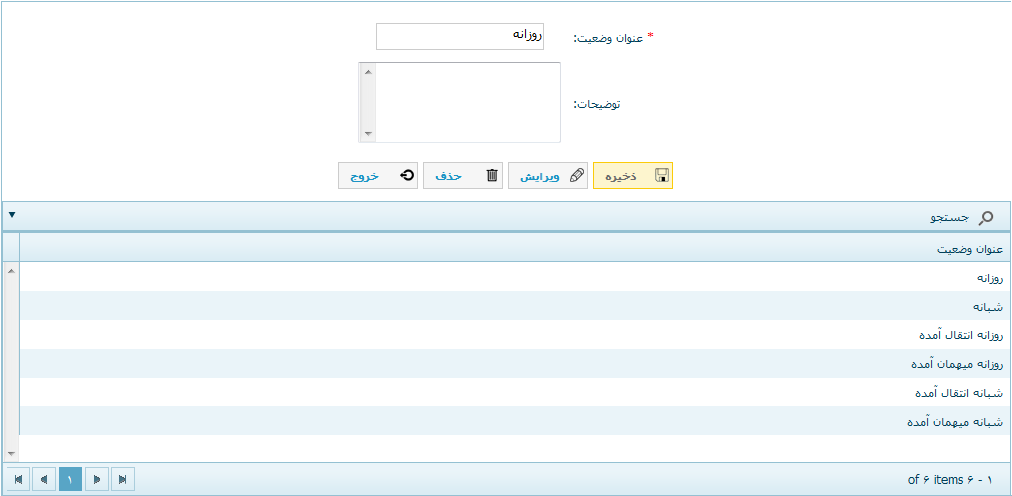 * عنوان وضعیت: روزانه
توضیحات:
ذخیره ویرایش حذف خروج
جستجو
عنوان وضعیت
روزانه
شبانه
روزانه انتقال آمده
روزانه میهمان آمده
شبانه انتقال آمده
شبانه میهمان آمده
۱ - ۶ of ۶ items
۱